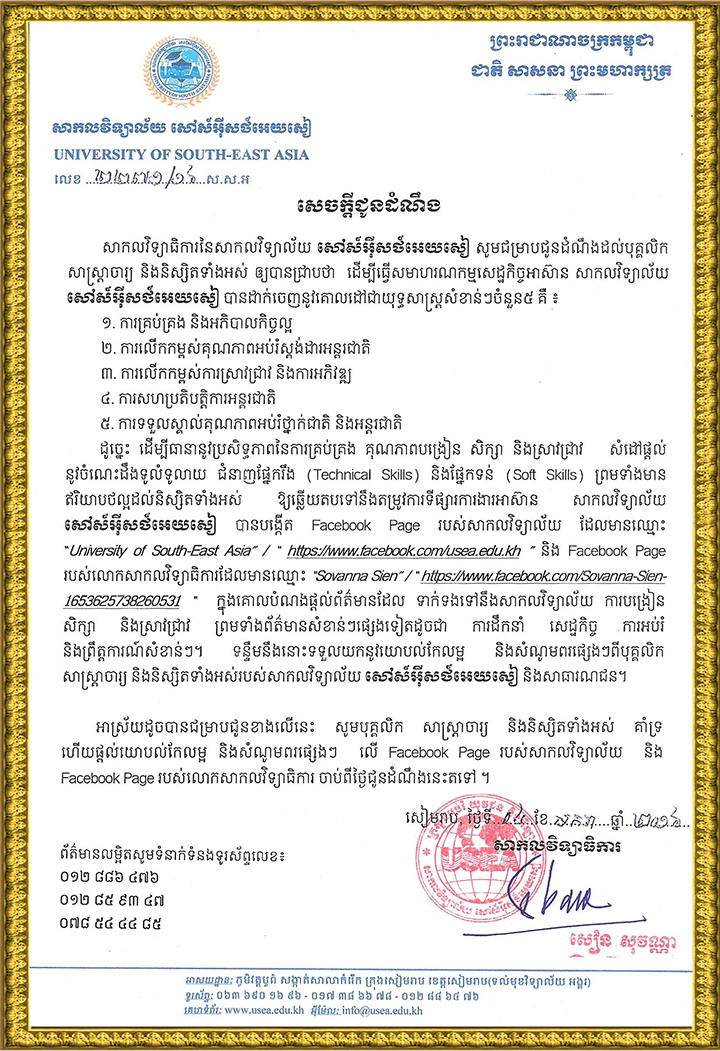 ព្រះរាជាណាចក្រកម្ពុជា
ជាតិ សាសនា ព្រះមហាក្សត្រ
USEA
UNIVERSITY OF SOUTH-EAST ASIA
សាកលវិទ្យាល័យ សៅស៍អ៊ីសថ៍អេយសៀ
UNIVERSITY OF SOUTH-EAST ASIA
លេខ ២២៧១/១៦ ស.ស.អ
សេចក្តីជូនដំណឹង
សាកលវិទ្យាធិការនៃសាកលវិទ្យាល័យ សៅស៍អ៊ីសថ៍អេយសៀ សូមជម្រាបជូនដំណឹងដល់បុគ្គលិក
សាស្ត្រាចារ្យ និងនិស្សិតទាំងអស់ ឲ្យបានជ្រាបថា ដើម្បីធ្វើសមាហរណកម្មសេដ្ឋកិច្ចអាស៊ាន សាកលវិទ្យាល័យ
សៅស៍អ៊ីសថ៍អេយសៀ បានដាក់ចេញនូវគោលដៅជាយុទ្ធសាស្ត្រសំខាន់ៗចំនួន៥ គឺ ៖
១. ការគ្រប់គ្រង និងអភិបាលកិច្ចល្អ
២. ការលើកកម្ពស់គុណភាពអប់រំស្តង់ដារអន្តរជាតិ
៣. ការលើកកម្ពស់ការស្រាវជ្រាវ និងការអភិវឌ្ឍ
៤. ការសហប្រតិបត្តិការអន្តរជាតិ
៥. ការទទួលស្គាល់គុណភាពអប់រំថ្នាក់ជាតិ និងអន្តរជាតិ
ដូច្នេះ ដើម្បីធានានូវប្រសិទ្ធភាពនៃការគ្រប់គ្រង គុណភាពបង្រៀន សិក្សា និងស្រាវជ្រាវ សំដៅផ្តល់
នូវចំណេះដឹងទូលំទូលាយ ជំនាញផ្នែករឹង (Technical Skills) និងផ្នែកទន់ (Soft Skills) ព្រមទាំងមាន
ឥរិយាបថល្អដល់និស្សិតទាំងអស់ ឱ្យឆ្លើយតបទៅនឹងតម្រូវការទីផ្សារការងារអាស៊ាន សាកលវិទ្យាល័យ
សៅស៍អ៊ីសថ៍អេយសៀ បានបង្កើត Facebook Page របស់សាកលវិទ្យាល័យ ដែលមានឈ្មោះ
“University of South-East Asia” / “ https://www.facebook.com/usea.edu.kh ” និង Facebook Page
របស់លោកសាកលវិទ្យាធិការដែលមានឈ្មោះ “Sovanna Sien” / “ https://www.facebook.com/Sovanna-Sien-
1653625738260531 ” ក្នុងគោលបំណងផ្តល់ព័ត៌មានដែល ទាក់ទងទៅនឹងសាកលវិទ្យាល័យ ការបង្រៀន
សិក្សា និងស្រាវជ្រាវ ព្រមទាំងព័ត៌មានសំខាន់ៗផ្សេងទៀតដូចជា ការដឹកនាំ សេដ្ឋកិច្ច ការអប់រំ
និងព្រឹត្តការណ៍សំខាន់ៗ។ ទន្ទឹមនឹងនោះទទួលយកនូវយោបល់កែលម្អ និងសំណូមពរផ្សេងៗពីបុគ្គលិក
សាស្ត្រាចារ្យ និងនិស្សិតទាំងអស់របស់សាកលវិទ្យាល័យ សៅស៍អ៊ីសថ៍អេយសៀ និងសាធារណជន។
អាស្រ័យដូចបានជម្រាបជូនខាងលើនេះ សូមបុគ្គលិក សាស្ត្រាចារ្យ និងនិស្សិតទាំងអស់ គាំទ្រ
ហើយផ្តល់យោបល់កែលម្អ និងសំណូមពរផ្សេងៗ លើ Facebook Page របស់សាកលវិទ្យាល័យ និង
Facebook Page របស់លោកសាកលវិទ្យាធិការ ចាប់ពីថ្ងៃជូនដំណឹងនេះតទៅ ។
សៀមរាប, ថ្ងៃទី ១៤ ខែ ឆ្នាំ ២០១៦
សាកលវិទ្យាធិការ
USEA
សៀន សុវណ្ណា
ព័ត៌មានលម្អិតសូមទំនាក់ទំនងទូរស័ព្ទលេខ៖
០១២ ៨៨៦ ៤៧៦
០១២ ៨៥ ៩៣ ៤៧
០៧៨ ៥៤ ៤៤ ៨៥
អាសយដ្ឋាន: ភូមិវត្តបូព៌ សង្កាត់សាលាកំរើក ក្រុងសៀមរាប ខេត្តសៀមរាប(ទល់មុខវិទ្យាល័យ អង្គរ)
ទូរស័ព្ទ: ០៦៣ ៦៩០ ១៦ ៩៦ - ០១៧ ៣៨ ៦៦ ៧៨ - ០១២ ៨៨ ៦៤ ៧៦
គេហទំព័រ: www.usea.edu.kh អ៊ីម៉ែល: info@usea.edu.kh